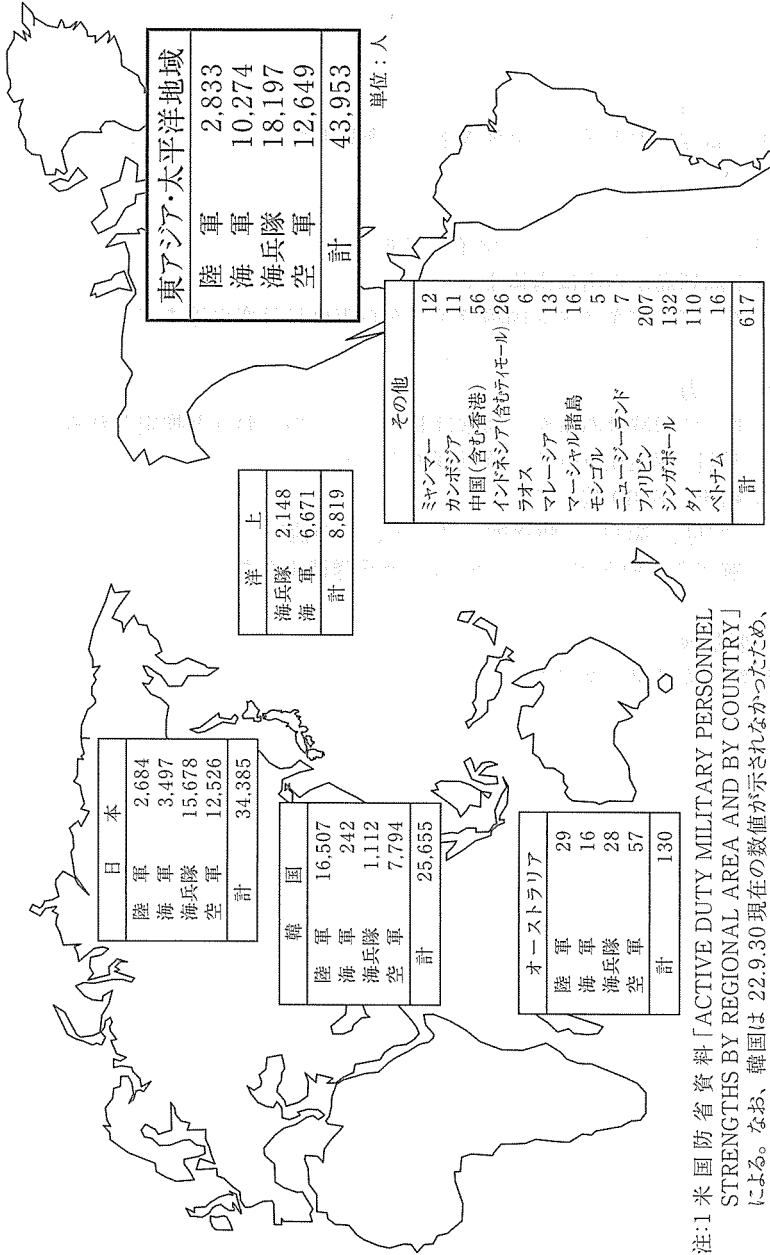 東アジア・太平洋地域
陸　軍　2,833
海　軍　10,274
海兵隊　18,197
空　軍　12,649
計　43,953
単位：人
日　本
陸　軍　2,684
海　軍　3,497
海兵隊　15,678
空　軍　12,526
計　34.385
洋　上
海兵隊　2,148
海　軍　6,671
計　8,819
韓　国
陸　軍　16,507
海　軍　242
海兵隊　1,112
空　軍　7,794
計　25,655
その他
ミャンマー　12
カンボジア　11
中国(含む香港)　56
インドネシア(含むティモール)　26
ラオス　6
マレーシア　13
マーシャル諸島　16
モンゴル　5
ニュージーランド　7
フィリピン　207
シンガポール　132
タイ　110
ベトナム　16
計　617
オーストラリア
陸　軍　29
海　軍　16
海兵隊　28
空　軍　57
計　130
注:1 米国防省資料「ACTIVE DUTY MILITARY PERSONNEL
STRENGTHS BY REGIONAL AREA AND BY COUNTRY」
による。なお、韓国は 22.9.30 現在の数値が示されなかったため、